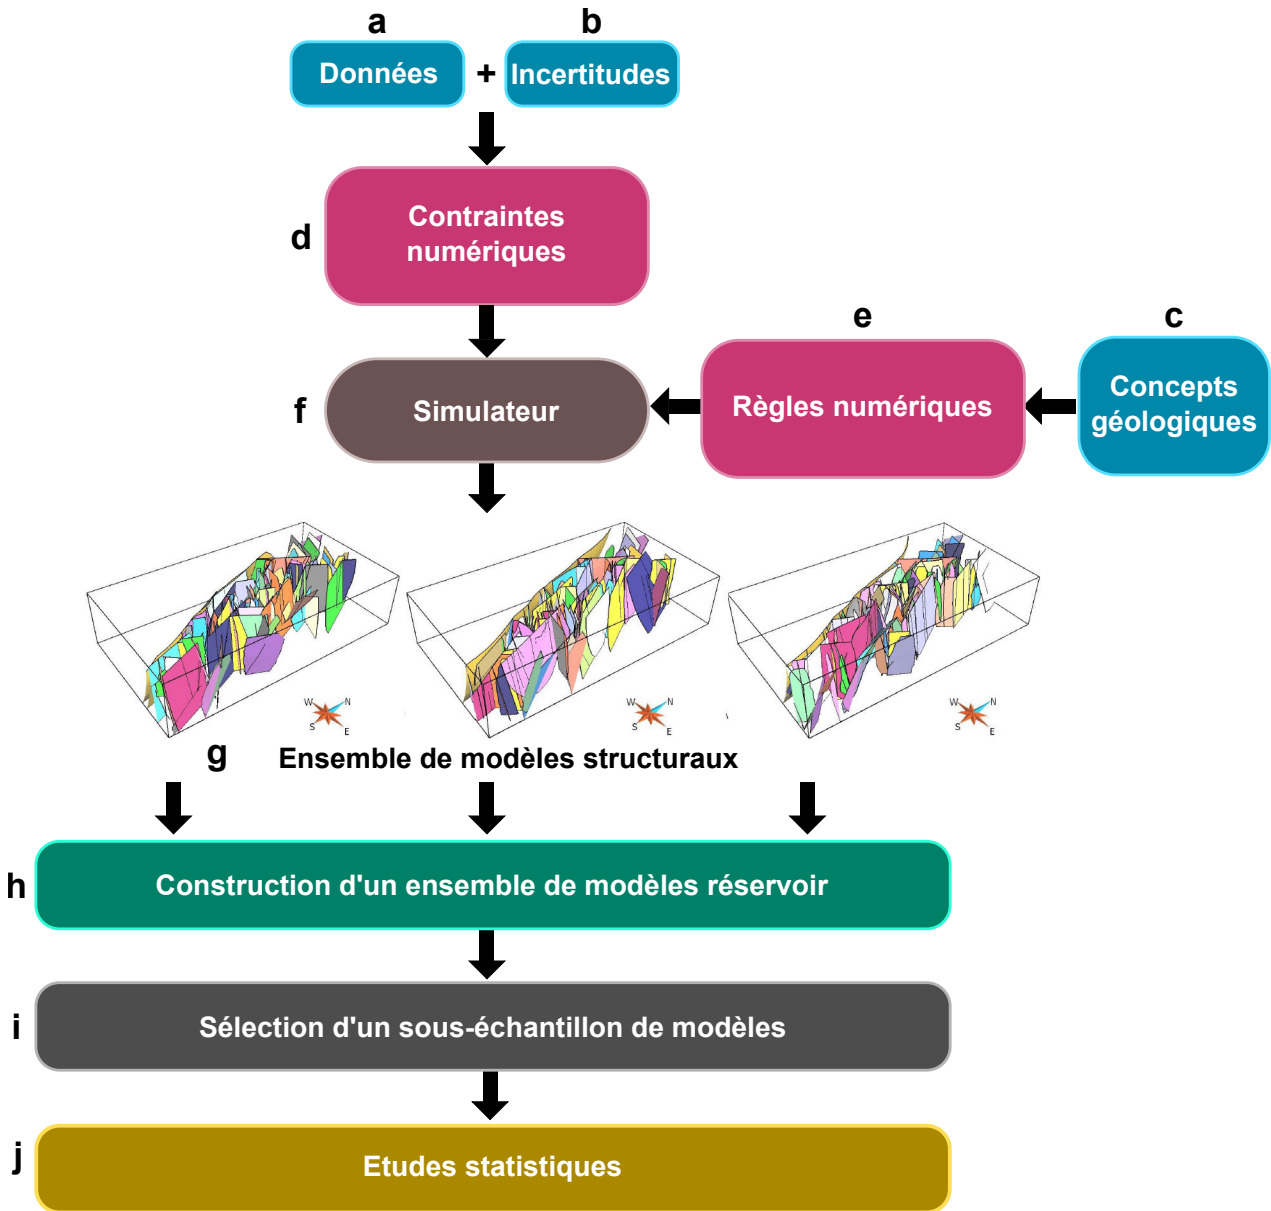 a
b
Données
+
Incertitudes
d
Contraintes
numériques
e
c
f
Simulateur
Règles numériques
Concepts
géologiques
W N
S E
W N
S E
W N
S E
g
Ensemble de modèles structuraux
h
Construction d'un ensemble de modèles réservoir
i
Sélection d'un sous-échantillon de modèles
j
Etudes statistiques